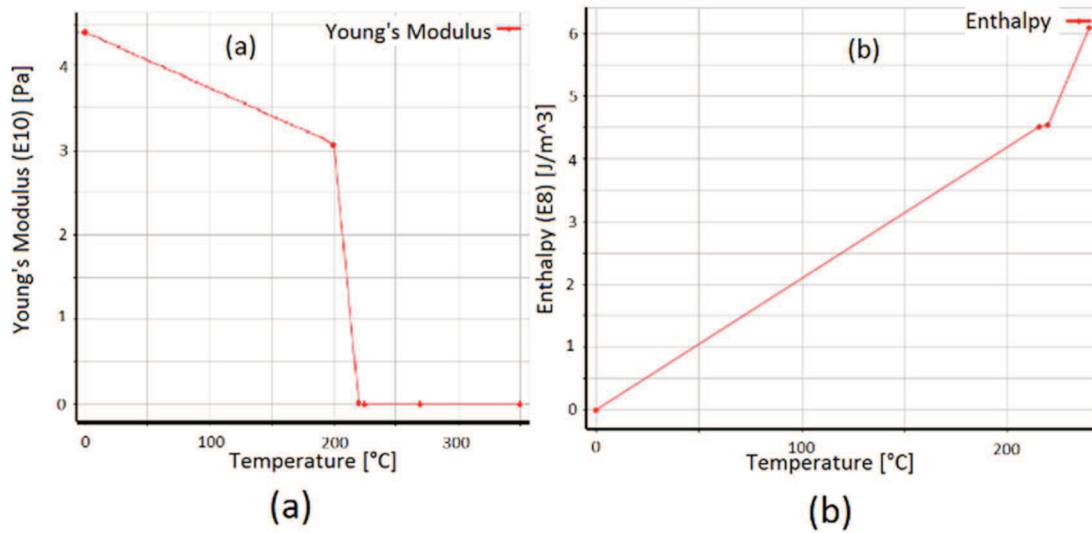 Young's Modulus
(a)
Young's Modulus (E10) [Pa]
4
3
2
1
0
0 100 200 300
Temperature [°C]
(a)
Enthalpy
(b)
Enthalpy (E8) [J/m^3]
6
5
4
3
2
1
0
0 100 200
Temperature [°C]
(b)